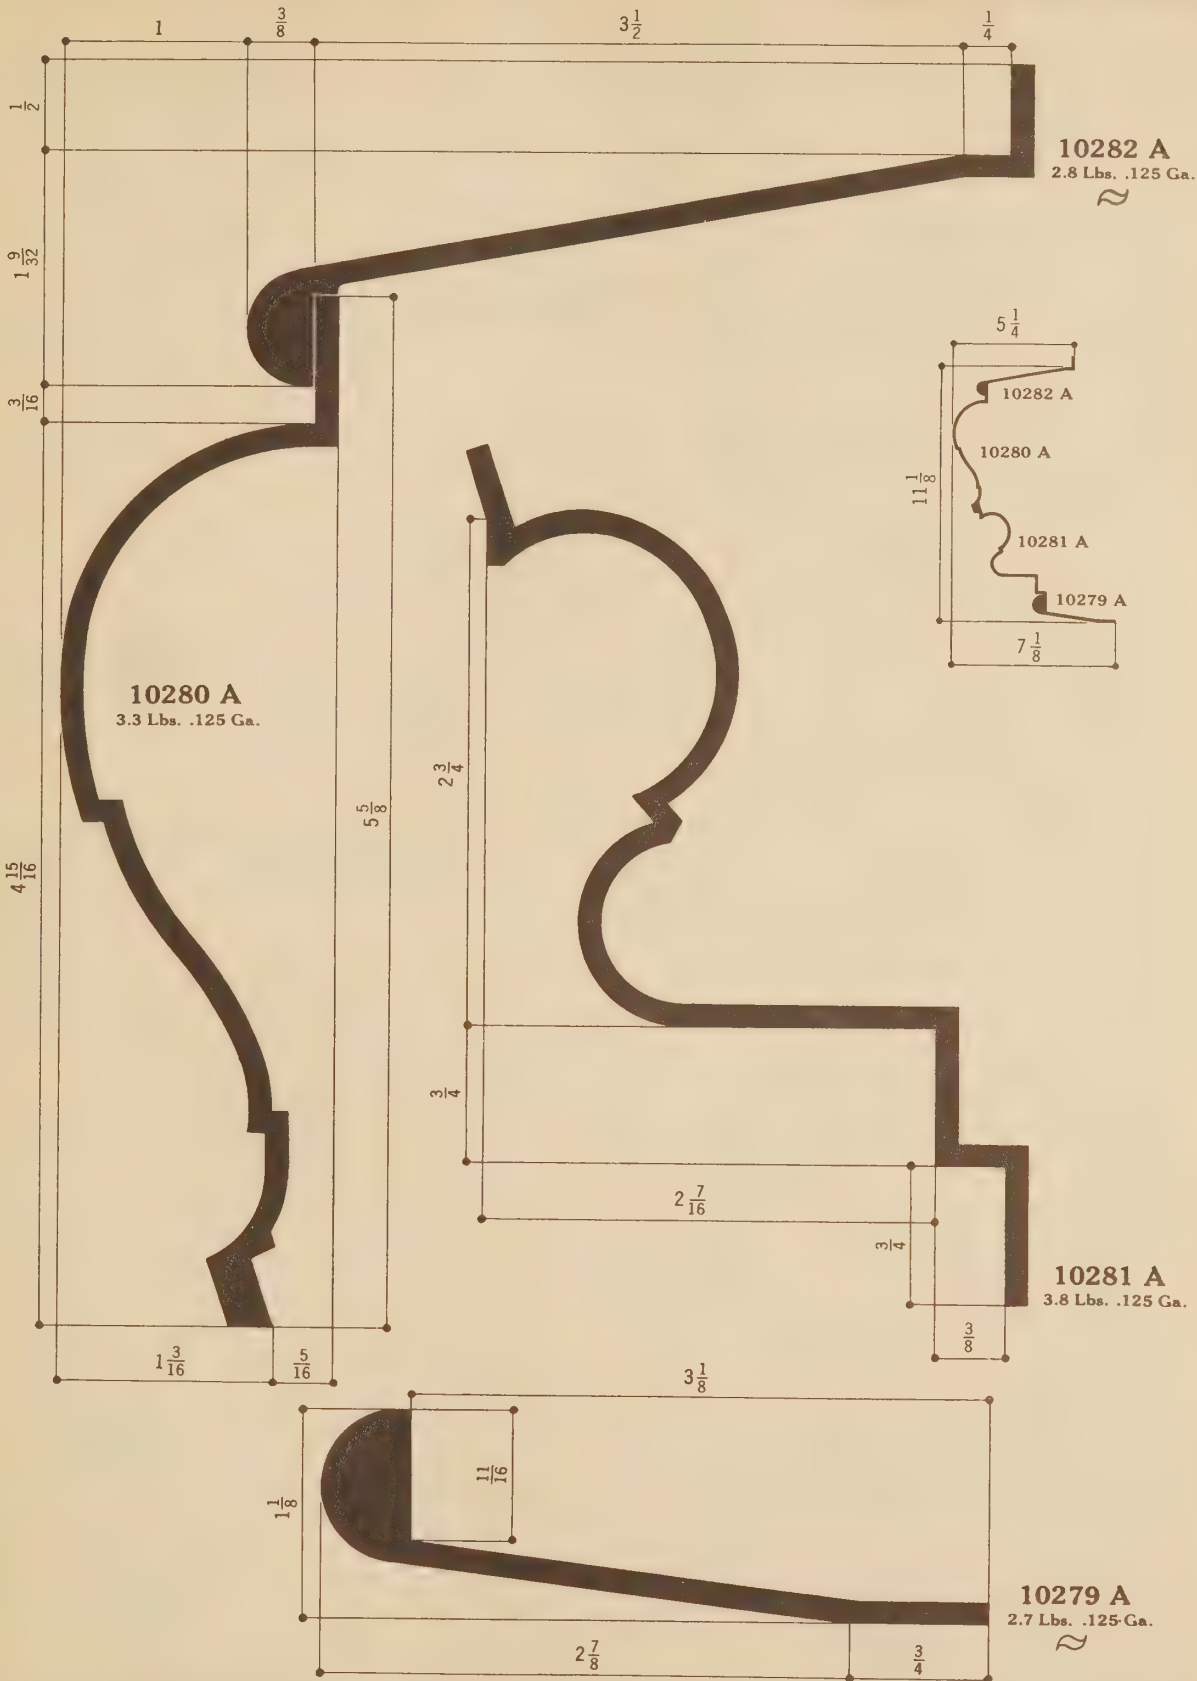 1
3/8
3 1/2
1/4
1/2
10282 A
2.8 Lbs. .125 Ga.
1 9/32
5 1/4
3/16
10282 A
10280 A
11 1/8
10281 A
10279 A
7 1/8
10280 A
3.3 Lbs. .125 Ga.
2 3/4
5 5/8
4 15/16
3/4
2 7/16
3/4
10281 A
3.8 Lbs. .125 Ga.
3/8
1 3/16
5/16
3 1/8
11/16
1 1/8
10279 A
2.7 Lbs. .125 Ga.
2 7/8
3/4